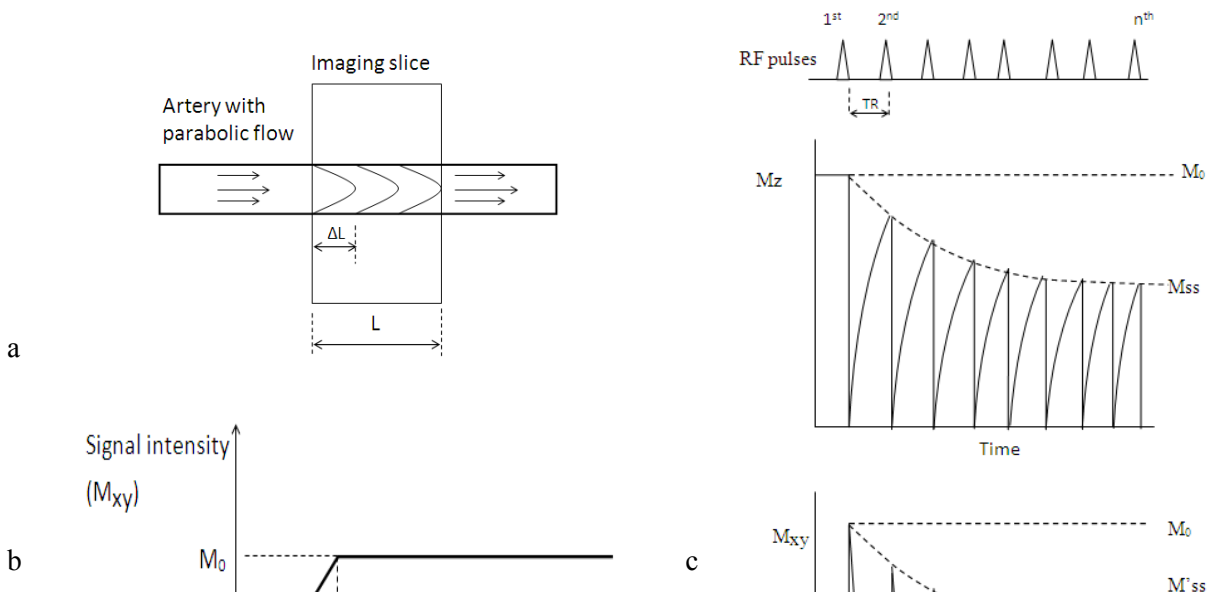 Imaging slice
Artery with
parabolic flow
ΔL
L
a
Signal intensity
(Mxy)
M₀
b
1st 2nd nth
RF pulses
TR
Mz
M₀
Mss
Time
Mxy
M₀
M'ss
c